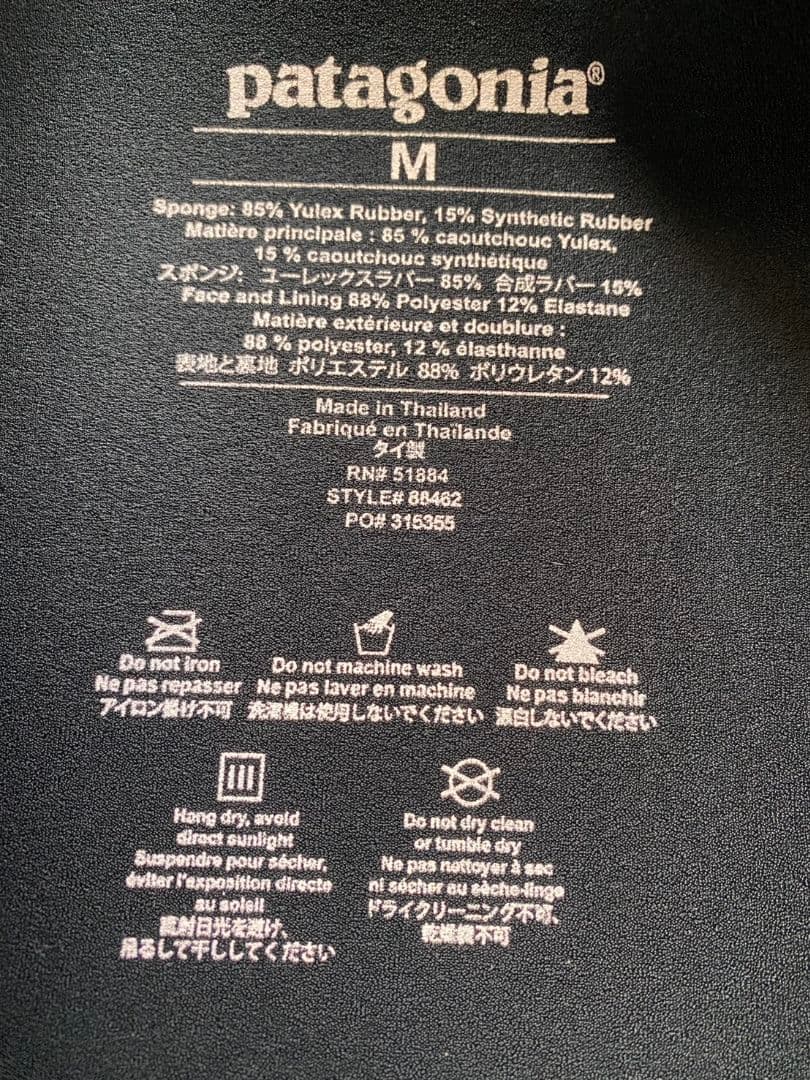 patagonia®
M
Sponge: 85% Yulex Rubber, 15% Synthetic Rubber
Matière principale : 85 % caoutchouc Yulex,
15 % caoutchouc synthétique
スポンジ: ユーレックスラバー 85% 合成ラバー 15%
Face and Lining 88% Polyester 12% Elastane
Matière extérieure et doublure :
88 % polyester, 12 % élasthanne
表地と裏地 ポリエステル 88% ポリウレタン 12%
Made in Thailand
Fabriqué en Thaïlande
タイ製
RN# 51884
STYLE# 88462
PO# 315355
Do not iron
Ne pas repasser
アイロン掛け不可
Do not machine wash
Ne pas laver en machine
洗濯機は使用しないでください
Do not bleach
Ne pas blanchir
漂白しないでください
Hang dry, avoid
direct sunlight
Suspendre pour sécher,
éviter l'exposition directe
au soleil
直射日光を避け、
吊るして干ししてください
Do not dry clean
or tumble dry
Ne pas nettoyer à sec
ni sécher au sèche-linge
ドライクリーニング不可、
乾燥機不可